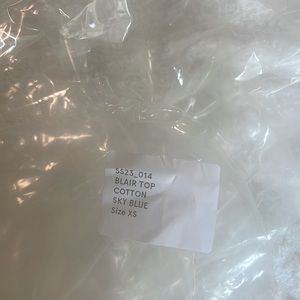 SS23_014
BLAIR TOP
COTTON
SKY BLUE
Size XS